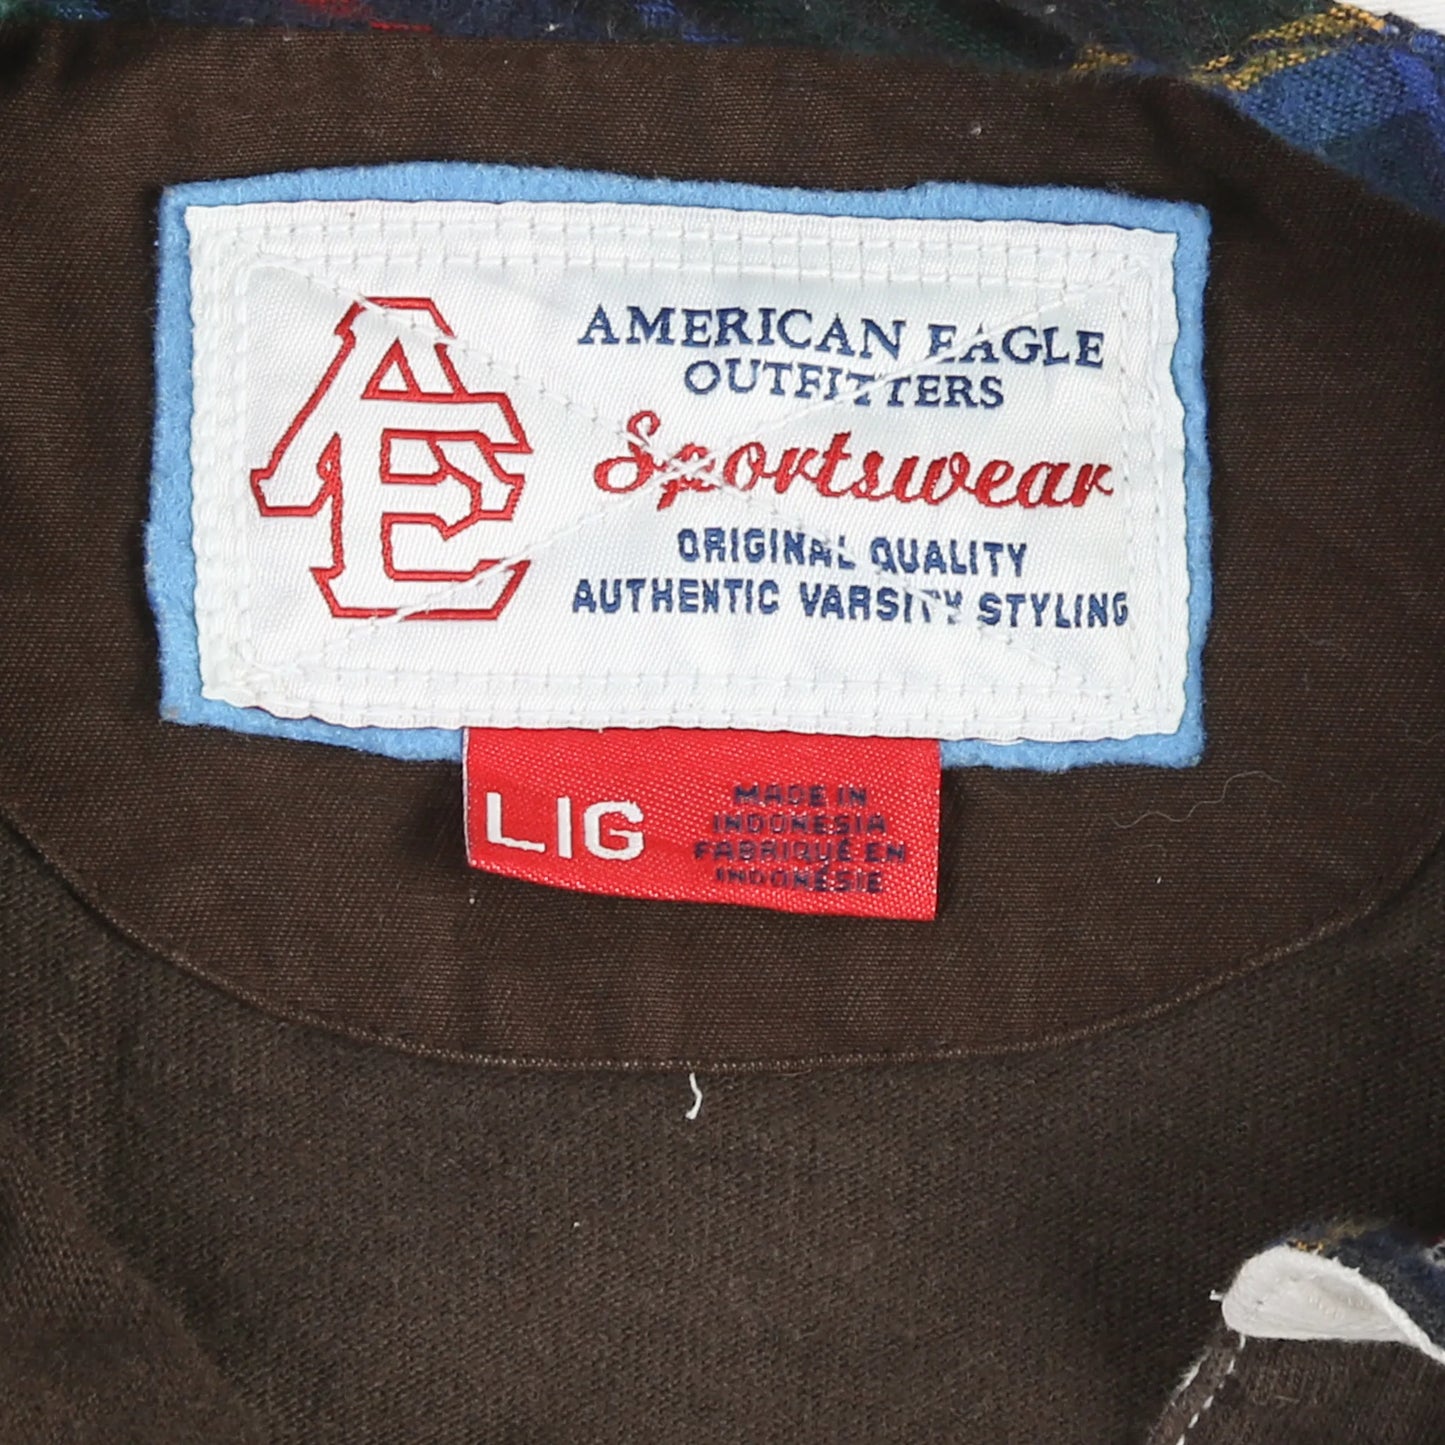 AE
AMERICAN EAGLE
OUTFITTERS
Sportswear
ORIGINAL QUALITY
AUTHENTIC VARSITY STYLING
L|G
MADE IN
INDONESIA
FABRIQUÉ EN
INDONÉSIE